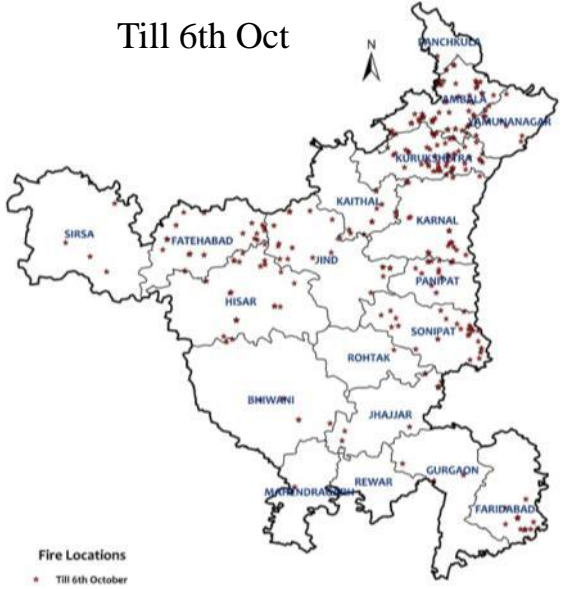 Till 6th Oct
N
PANCHKULA
AMBALA
YAMUNANAGAR
KURUKSHETRA
KAITHAL
KARNAL
SIRSA
FATEHABAD
JIND
PANIPAT
HISAR
SONIPAT
ROHTAK
BHIWANI
JHAJJAR
MAHENDRAGARH
REWAR
GURGAON
FARIDABAD
Fire Locations
Till 6th October